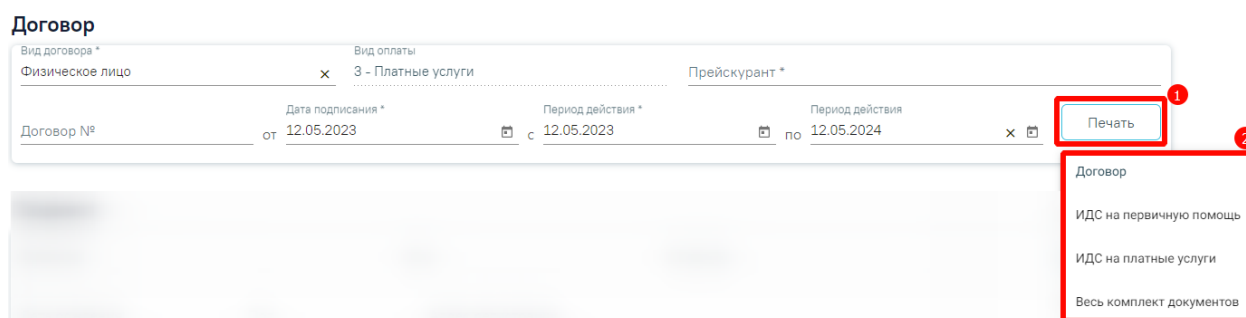 Договор
Вид договора * Вид оплаты
Физическое лицо × 3 - Платные услуги Прейскурант *
1
Дата подписания * Период действия * Период действия
Договор № от 12.05.2023 с 12.05.2023 по 12.05.2024 × Печать
2
Договор
ИДС на первичную помощь
ИДС на платные услуги
Весь комплект документов